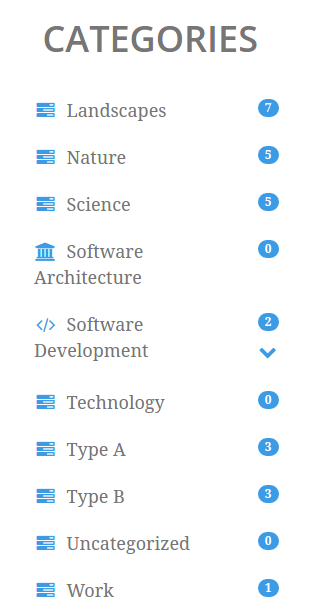 CATEGORIES
Landscapes 7
Nature 5
Science 5
Software 0
Architecture
Software 2
Development
Technology 0
Type A 3
Type B 3
Uncategorized 0
Work 1